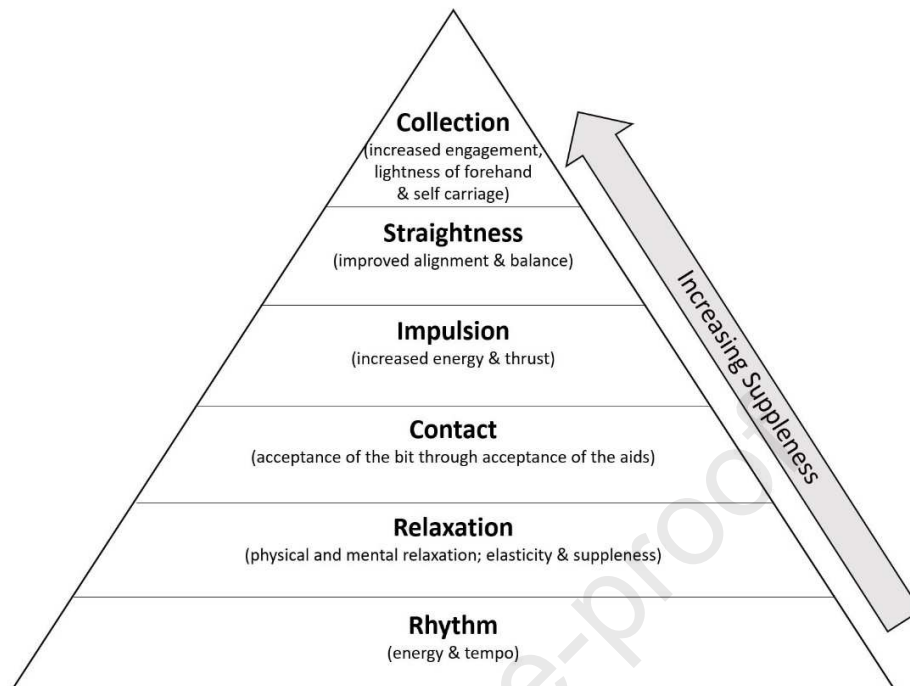 Collection
(increased engagement,
lightness of forehand
& self carriage)
Straightness
(improved alignment & balance)
Impulsion
(increased energy & thrust)
Contact
(acceptance of the bit through acceptance of the aids)
Relaxation
(physical and mental relaxation; elasticity & suppleness)
Rhythm
(energy & tempo)
Increasing Suppleness
e-proof